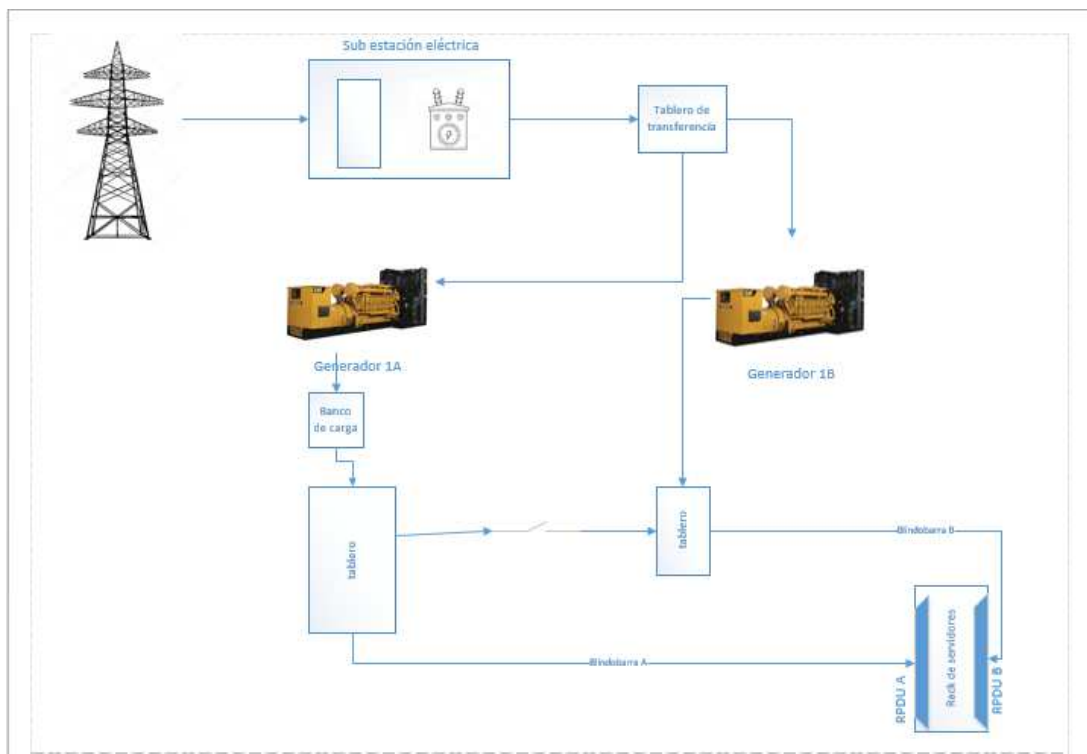 Sub estación eléctrica
Tablero de
transferencia
Generador 1A
Generador 1B
Banco
de carga
tablero
tablero
Blindobarra B
Blindobarra A
RPDU A
Rack de servidores
RPDU B